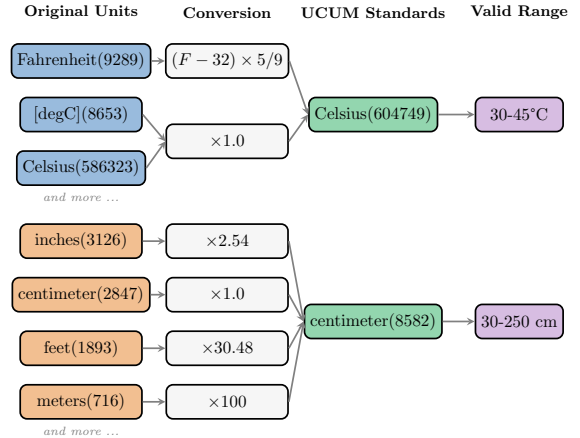 Original Units Conversion UCUM Standards Valid Range
Fahrenheit(9289) (F − 32) × 5/9
[degC](8653) Celsius(604749) 30-45°C
×1.0
Celsius(586323)
and more ...
inches(3126) ×2.54
centimeter(2847) ×1.0
centimeter(8582) 30-250 cm
feet(1893) ×30.48
meters(716) ×100
and more ...